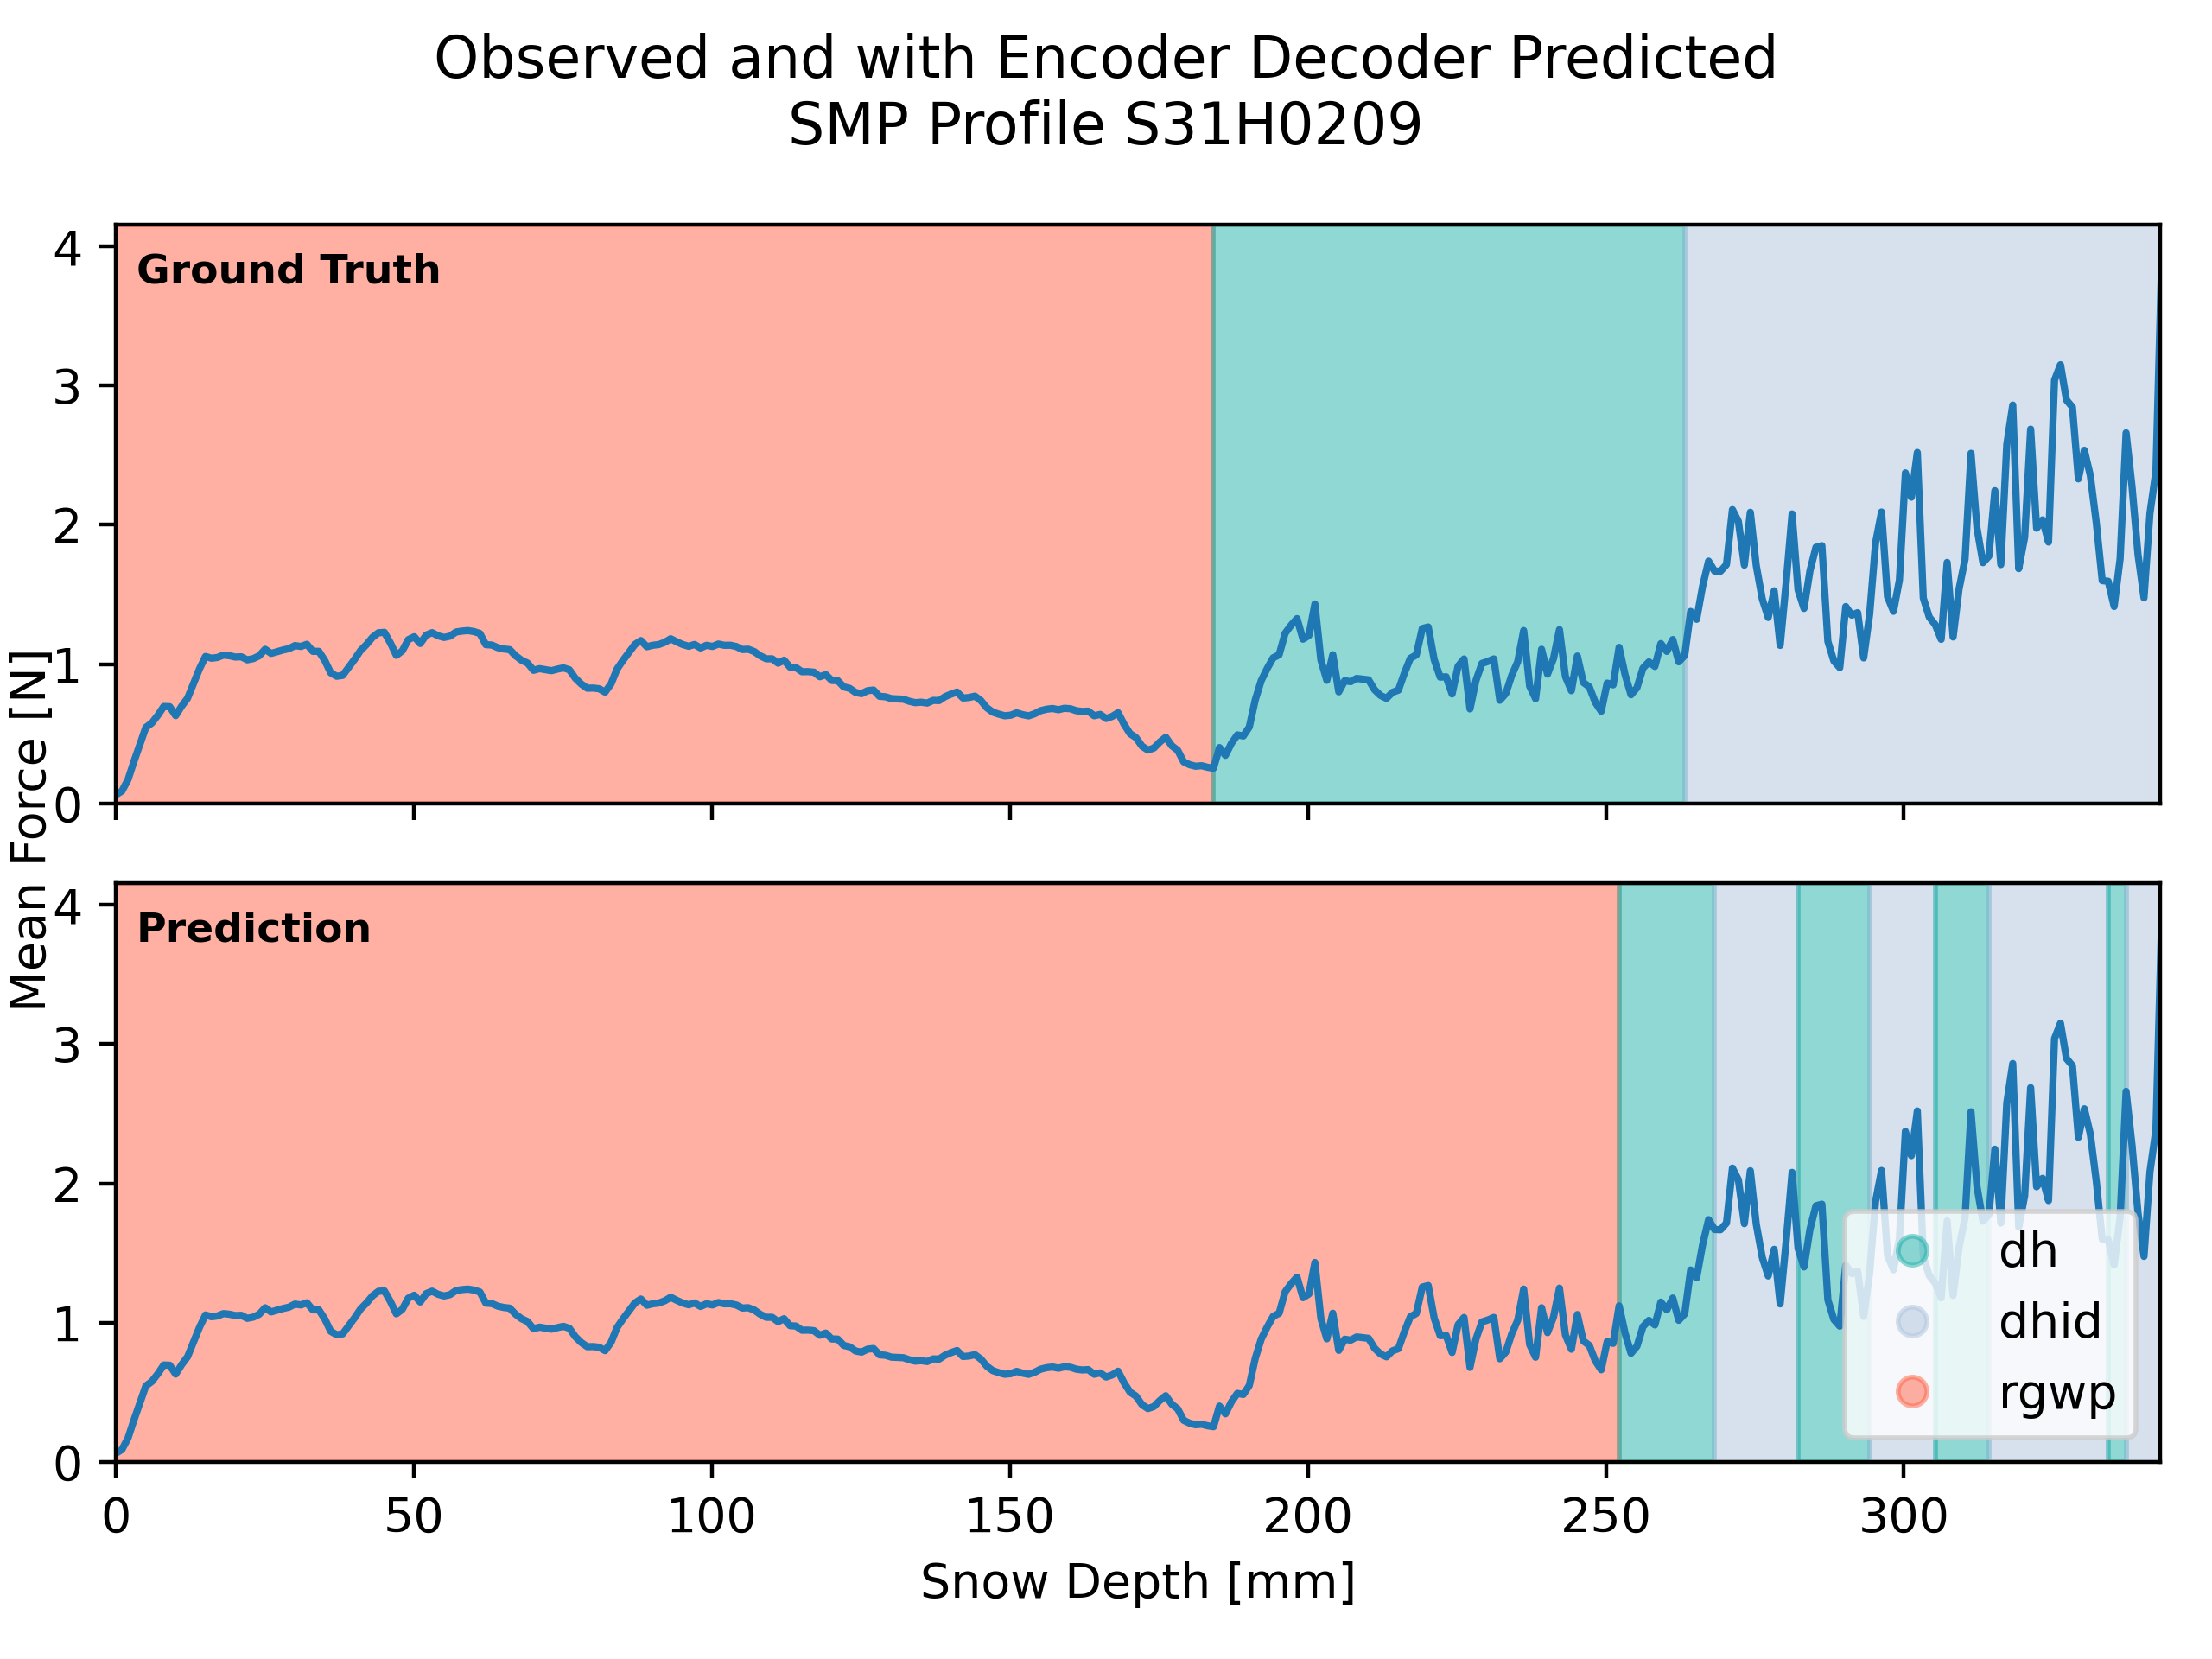 Observed and with Encoder Decoder Predicted
SMP Profile S31H0209
4
3
2
1
0
Ground Truth
Mean Force [N]
4
3
2
1
0
Prediction
dh
dhid
rgwp
0 50 100 150 200 250 300
Snow Depth [mm]